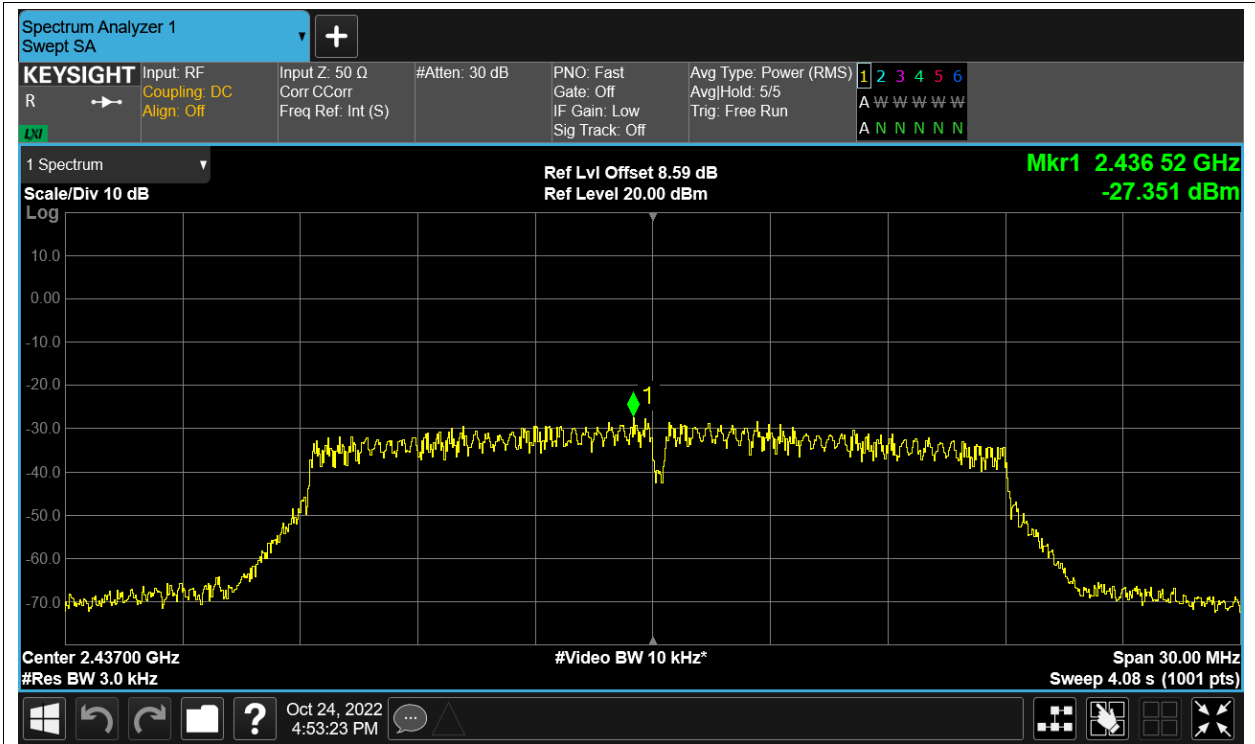 Spectrum Analyzer 1
Swept SA
KEYSIGHT
R
LXI
Input: RF
Coupling: DC
Align: Off
Input Z: 50 Ω
Corr CCorr
Freq Ref: Int (S)
#Atten: 30 dB
PNO: Fast
Gate: Off
IF Gain: Low
Sig Track: Off
Avg Type: Power (RMS)
Avg|Hold: 5/5
Trig: Free Run
1 2 3 4 5 6
A W W W W W
A N N N N N
1 Spectrum
Scale/Div 10 dB
Log
Ref Lvl Offset 8.59 dB
Ref Level 20.00 dBm
Mkr1 2.436 52 GHz
-27.351 dBm
10.0
0.00
-10.0
-20.0
1
-30.0
-40.0
-50.0
-60.0
-70.0
Center 2.43700 GHz
#Res BW 3.0 kHz
#Video BW 10 kHz*
Span 30.00 MHz
Sweep 4.08 s (1001 pts)
?
Oct 24, 2022
4:53:23 PM